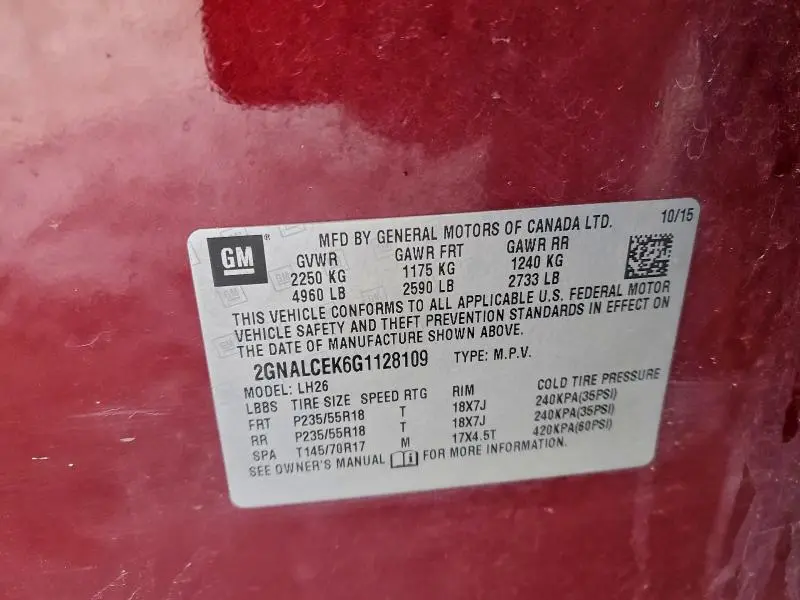 MFD BY GENERAL MOTORS OF CANADA LTD. 10/15
GM®
GVWR GAWR FRT GAWR RR
2250 KG 1175 KG 1240 KG
4960 LB 2590 LB 2733 LB
THIS VEHICLE CONFORMS TO ALL APPLICABLE U.S. FEDERAL MOTOR
VEHICLE SAFETY AND THEFT PREVENTION STANDARDS IN EFFECT ON
THE DATE OF MANUFACTURE SHOWN ABOVE.
2GNALCEK6G1128109 TYPE: M.P.V.
MODEL: LH26
LBBS TIRE SIZE SPEED RTG RIM COLD TIRE PRESSURE
FRT P235/55R18 T 18X7J 240KPA(35PSI)
RR P235/55R18 T 18X7J 240KPA(35PSI)
SPA T145/70R17 M 17X4.5T 420KPA(60PSI)
SEE OWNER'S MANUAL FOR MORE INFORMATION.